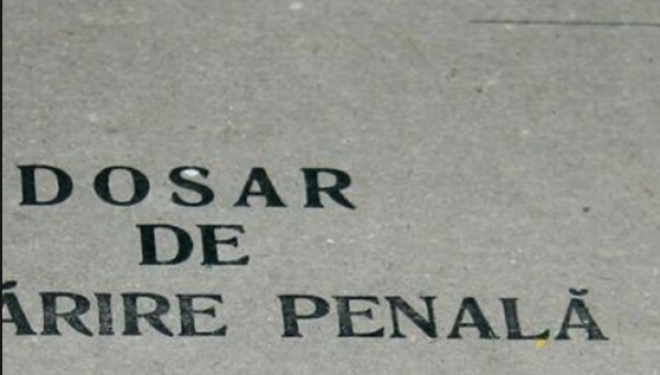 DOSAR
DE
ĂRIRE PENALĂ